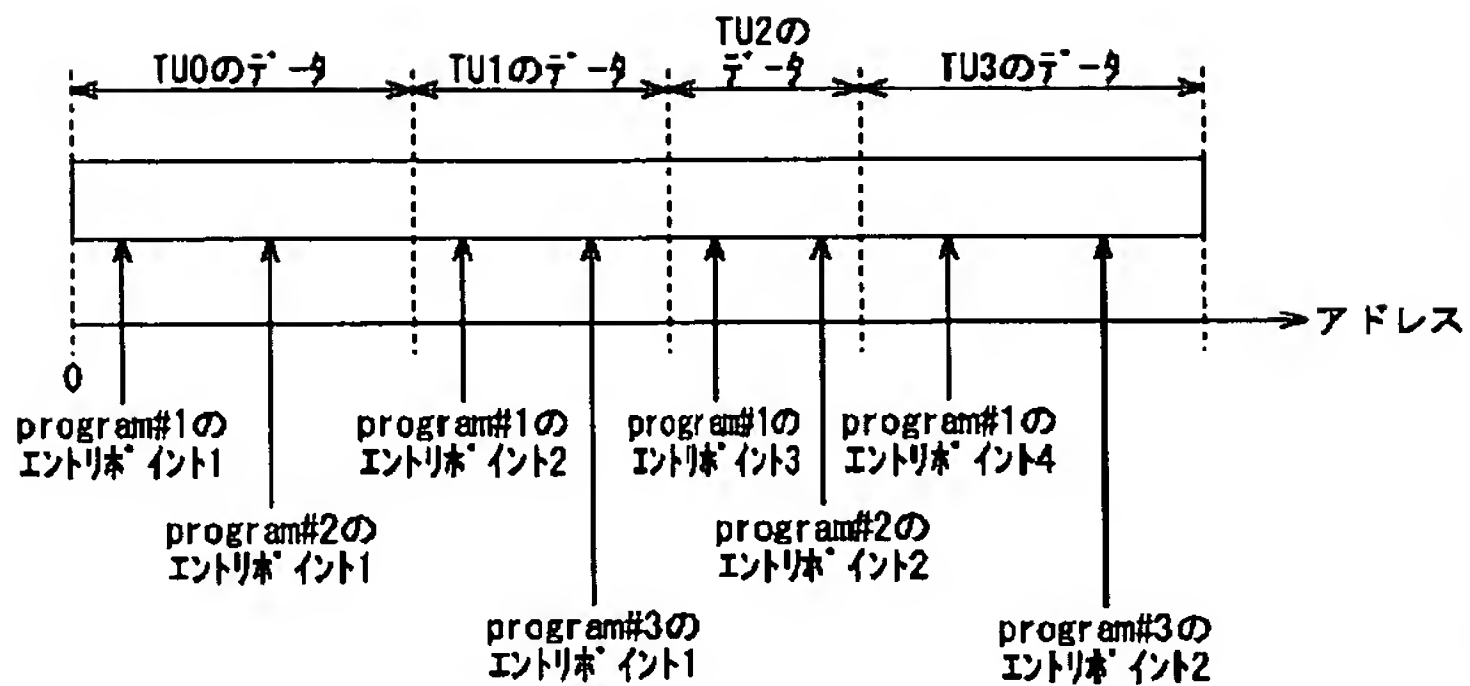 TU0のデータ
TU1のデータ
TU2の
データ
TU3のデータ
アドレス
0
program#1の
エントリポイント1
program#1の
エントリポイント2
program#1の
エントリポイント3
program#1の
エントリポイント4
program#2の
エントリポイント1
program#2の
エントリポイント2
program#3の
エントリポイント1
program#3の
エントリポイント2